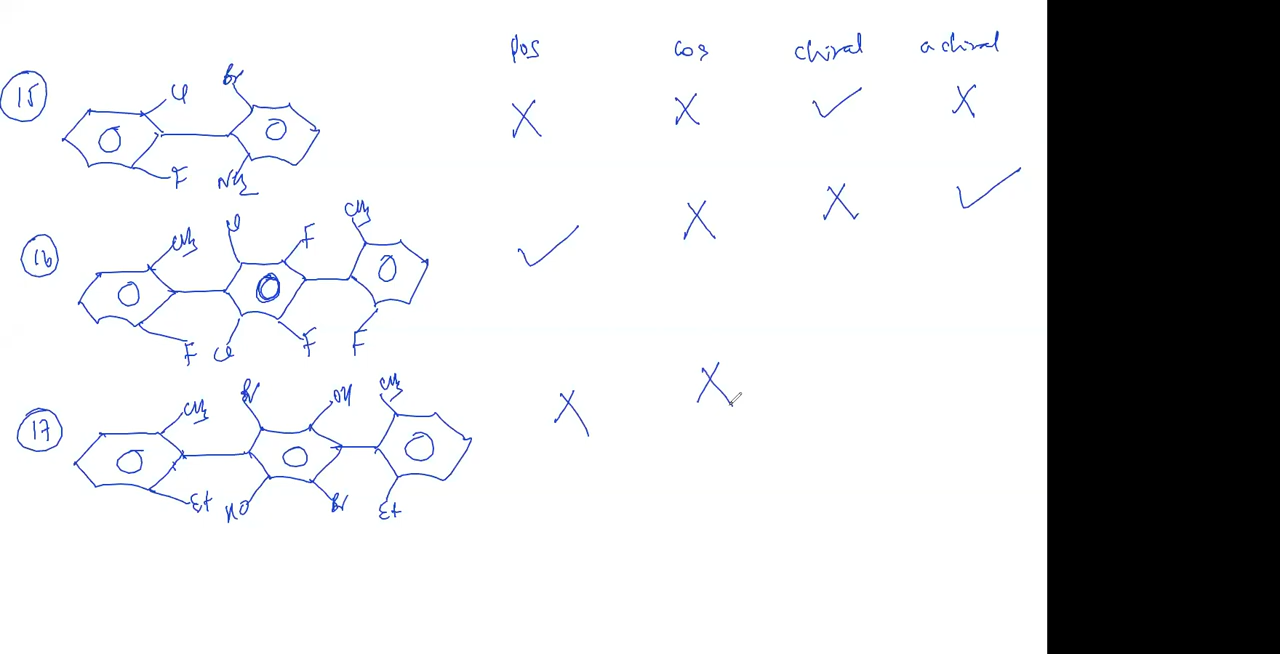 pos cos chiral achiral
15 Cl Br X X ✓ X
F NH2
16 CH3 Cl F CH3 ✓ X X ✓
F Cl F F
17 CH3 Br OH CH3 X X
Et HO Br Et